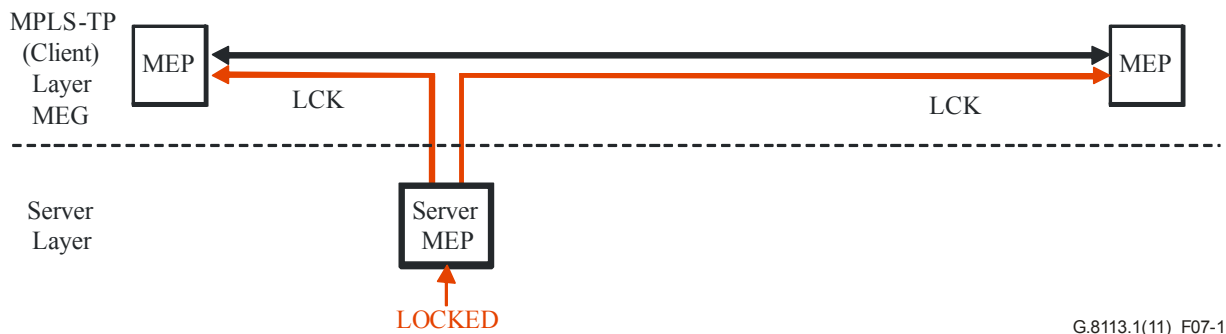 MPLS-TP
(Client)
Layer
MEG
MEP
MEP
LCK
LCK
Server
Layer
Server
MEP
LOCKED
G.8113.1(11)_F07-1